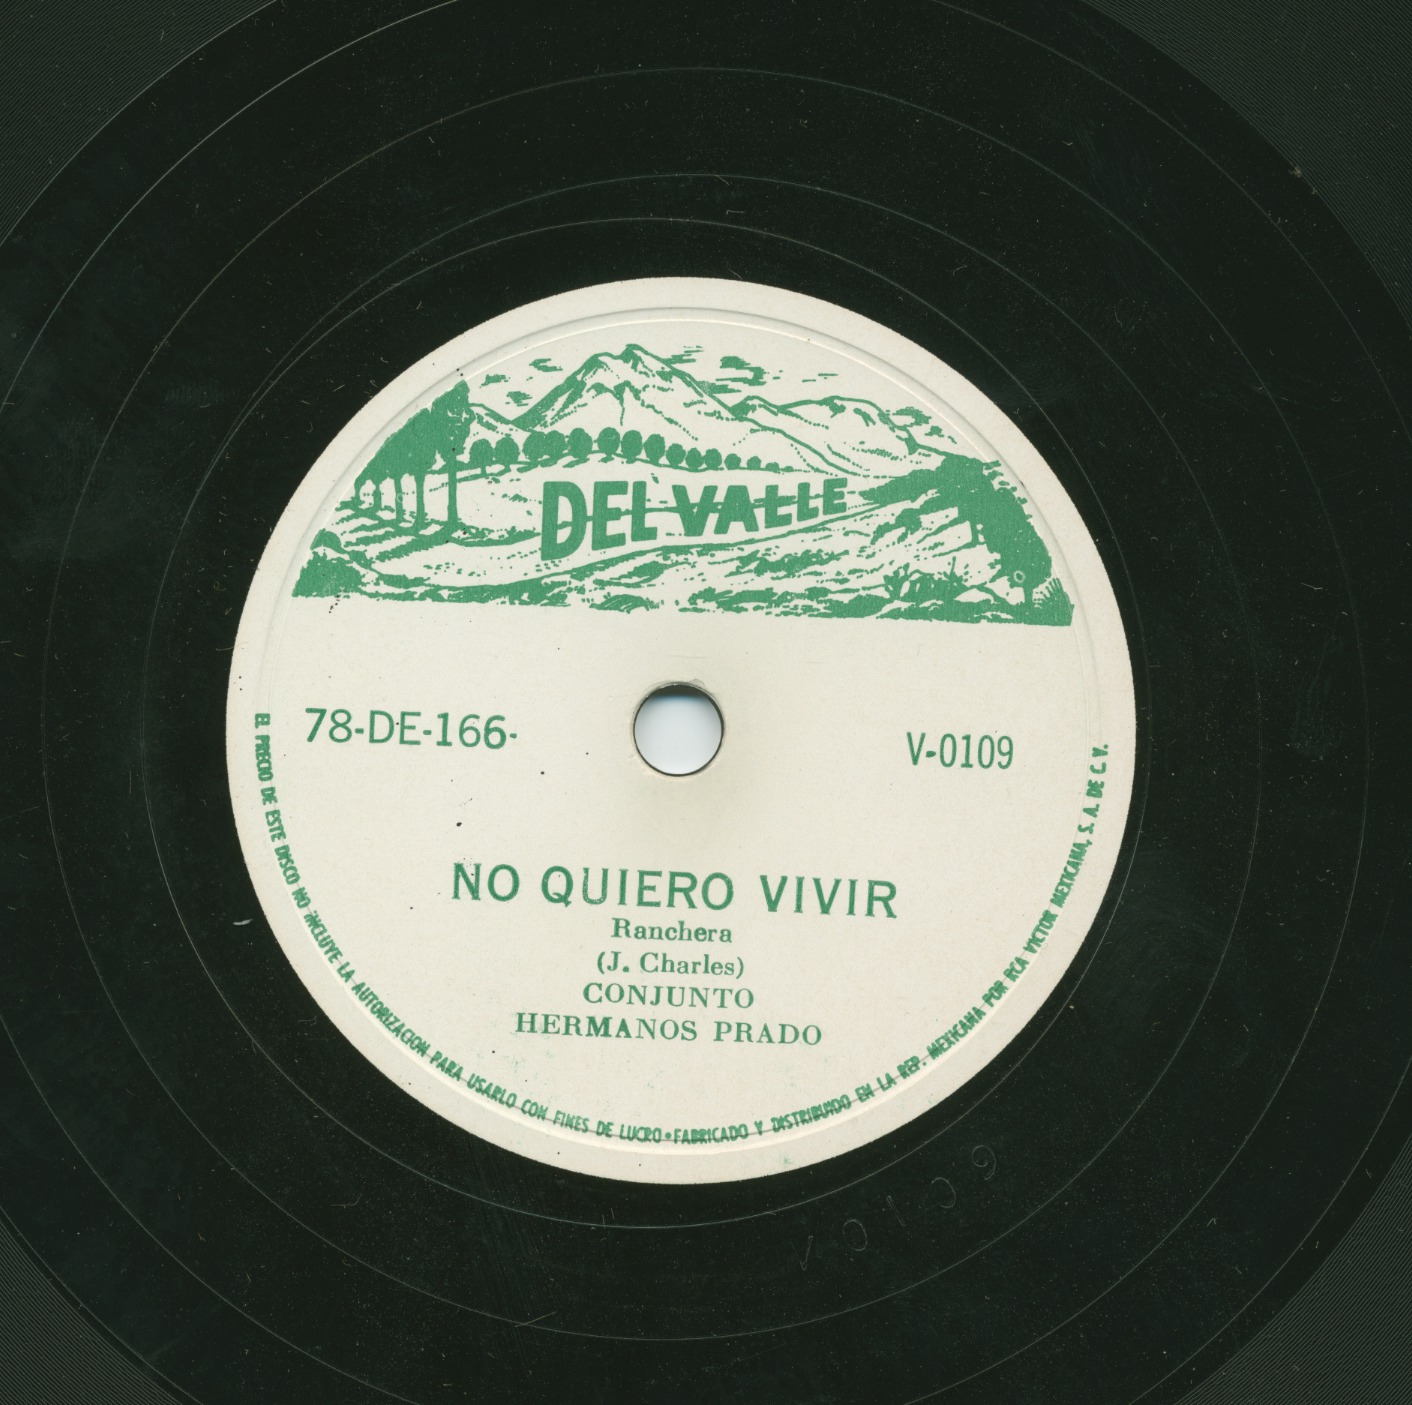 DEL VALLE
78-DE-166-
V-0109
NO QUIERO VIVIR
Ranchera
(J. Charles)
CONJUNTO
HERMANOS PRADO
EL PRECIO DE ESTE DISCO NO INCLUYE LA AUTORIZACION PARA USARLO CON FINES DE LUCRO • FABRICADO Y DISTRIBUIDO EN LA REP. MEXICANA POR RCA VICTOR MEXICANA, S. A. DE C. V.